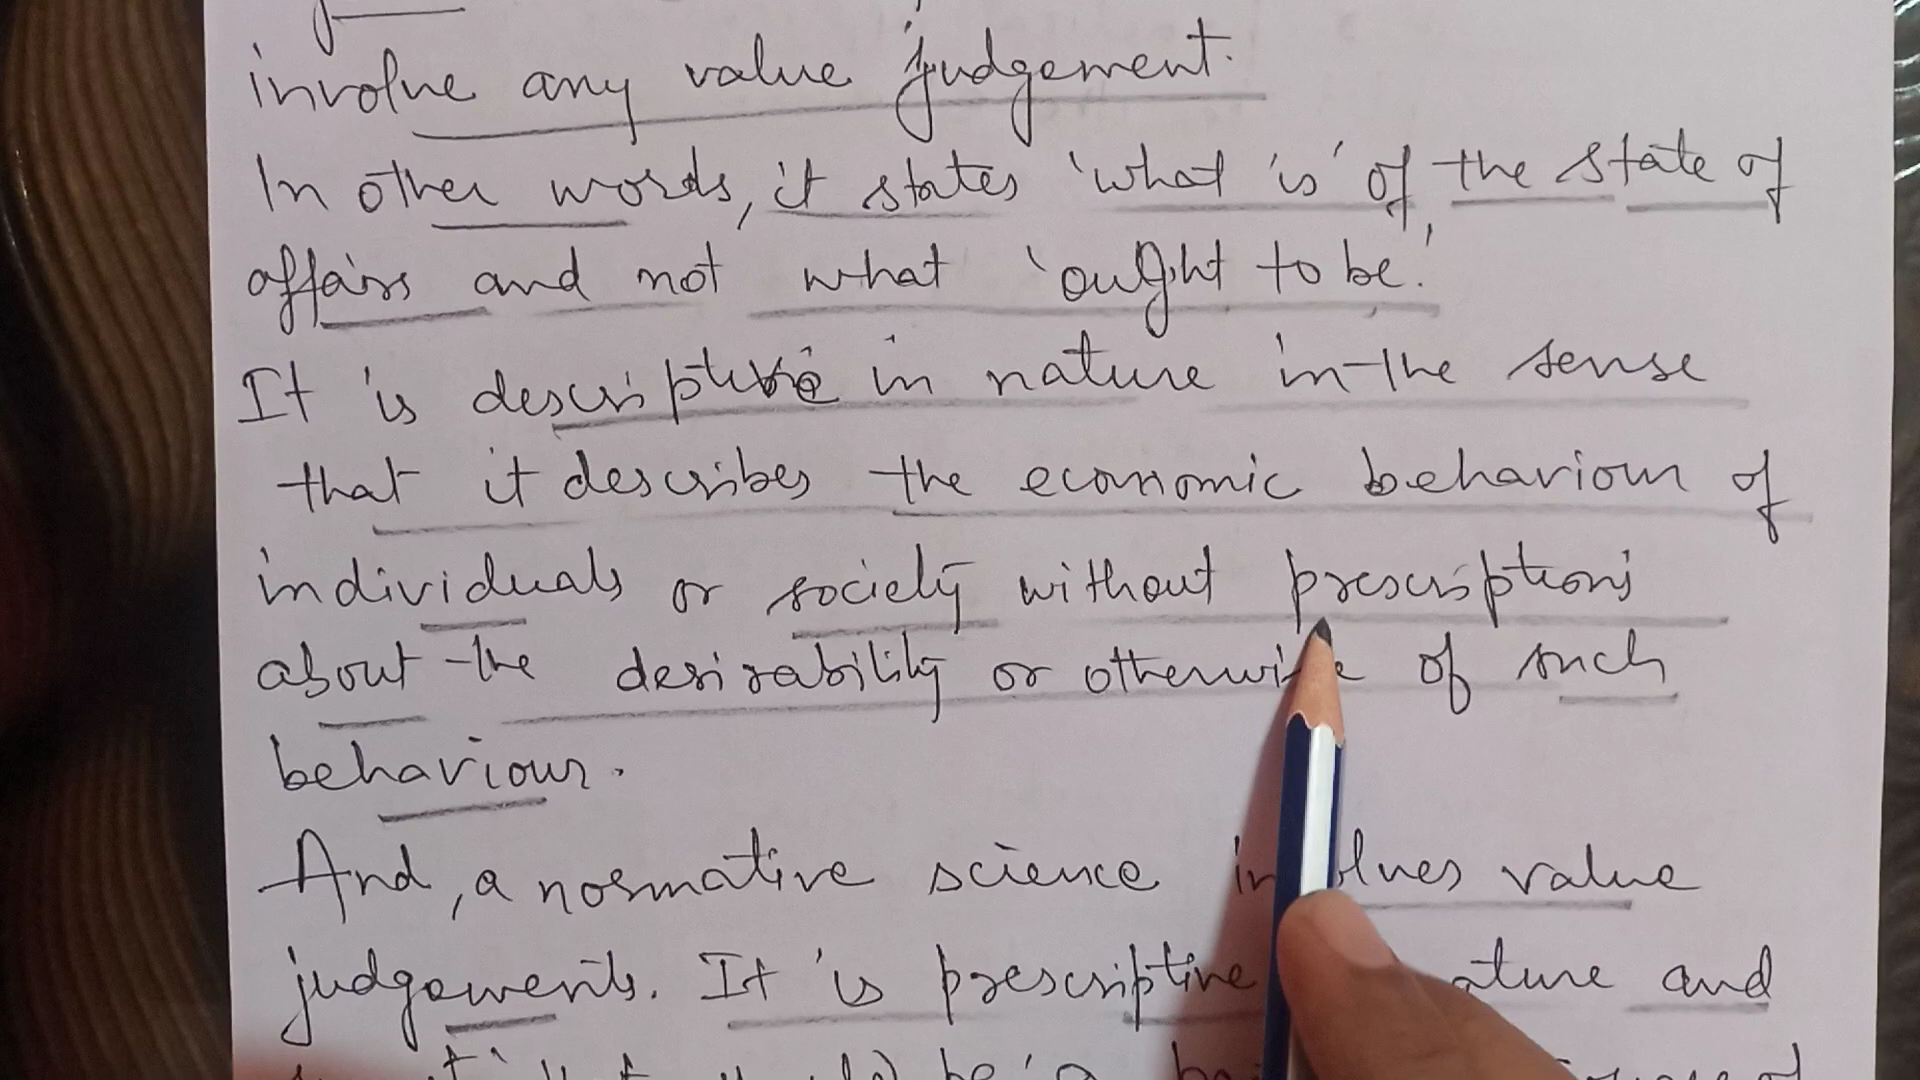 involve any value judgement.
In other words, it states 'what is' of the state of
affairs and not what 'ought to be.'
It is descriptive in nature in the sense
that it describes the economic behaviour of
individuals or society without prescriptions
about the desirability or otherwise of such
behaviour.
And, a normative science involves value
judgements. It is prescriptive nature and